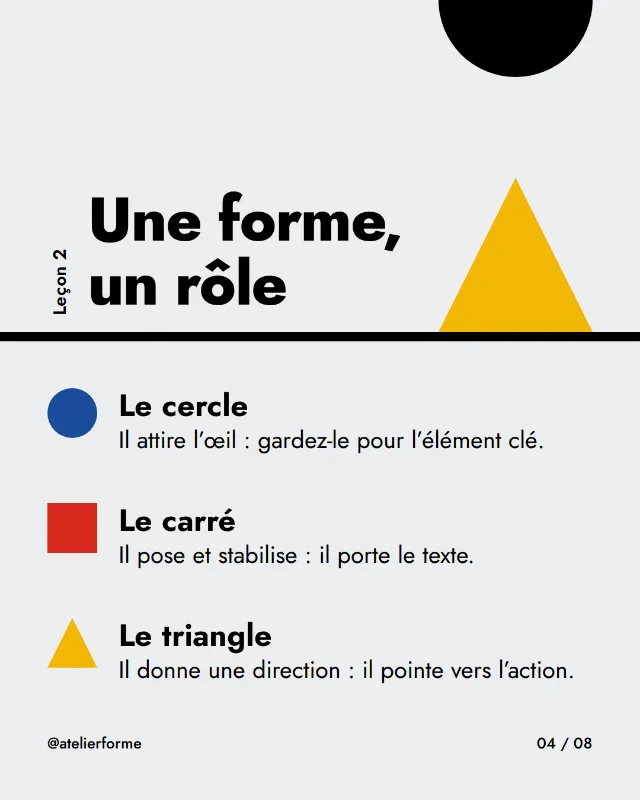 Leçon 2
Une forme,
un rôle
Le cercle
Il attire l’œil : gardez-le pour l’élément clé.
Le carré
Il pose et stabilise : il porte le texte.
Le triangle
Il donne une direction : il pointe vers l’action.
@atelierforme
04 / 08